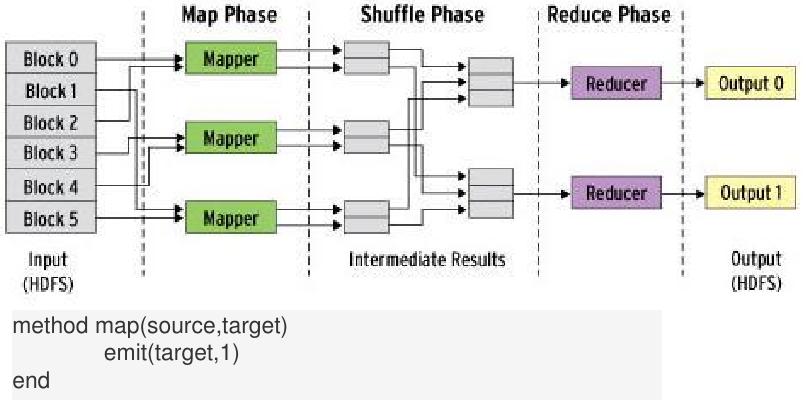 Map Phase
Shuffle Phase
Reduce Phase
Block 0
Block 1
Block 2
Block 3
Block 4
Block 5
Mapper
Mapper
Mapper
Reducer
Reducer
Output 0
Output 1
Input
(HDFS)
Intermediate Results
Output
(HDFS)
method map(source,target)
emit(target,1)
end